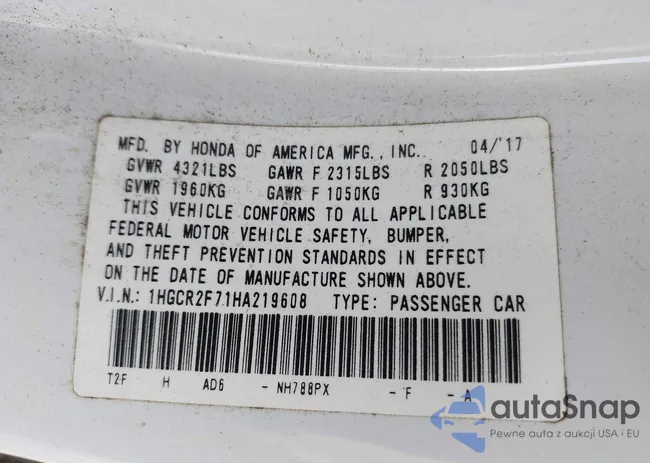 MFD. BY HONDA OF AMERICA MFG., INC. 04/'17
GVWR 4321LBS GAWR F 2315LBS R 2050LBS
GVWR 1960KG GAWR F 1050KG R 930KG
THIS VEHICLE CONFORMS TO ALL APPLICABLE
FEDERAL MOTOR VEHICLE SAFETY, BUMPER,
AND THEFT PREVENTION STANDARDS IN EFFECT
ON THE DATE OF MANUFACTURE SHOWN ABOVE.
V.I.N.: 1HGCR2F71HA219608 TYPE: PASSENGER CAR
T2F H AD6 - NH788PX - F - A
autaSnap
Pewne auta z aukcji USA i EU